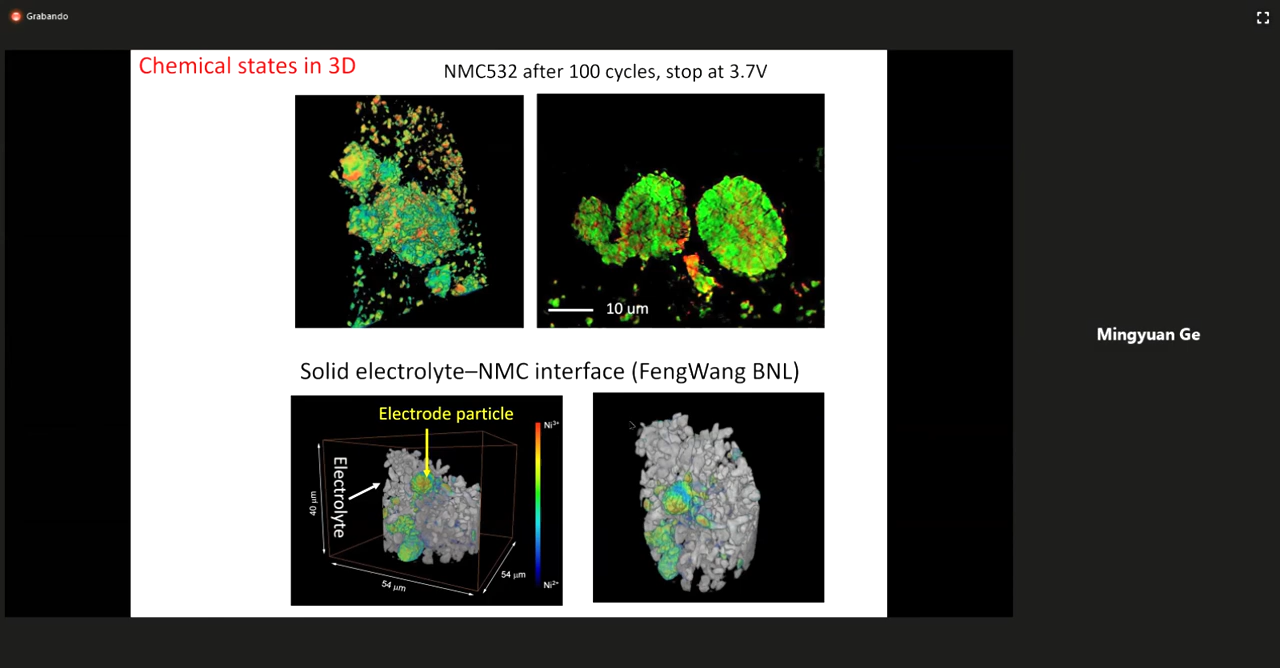 Grabando
Chemical states in 3D
NMC532 after 100 cycles, stop at 3.7V
10 um
Solid electrolyte–NMC interface (FengWang BNL)
Electrode particle
Electrolyte
40 μm
54 μm
54 μm
Ni³⁺
Ni²⁺
Mingyuan Ge